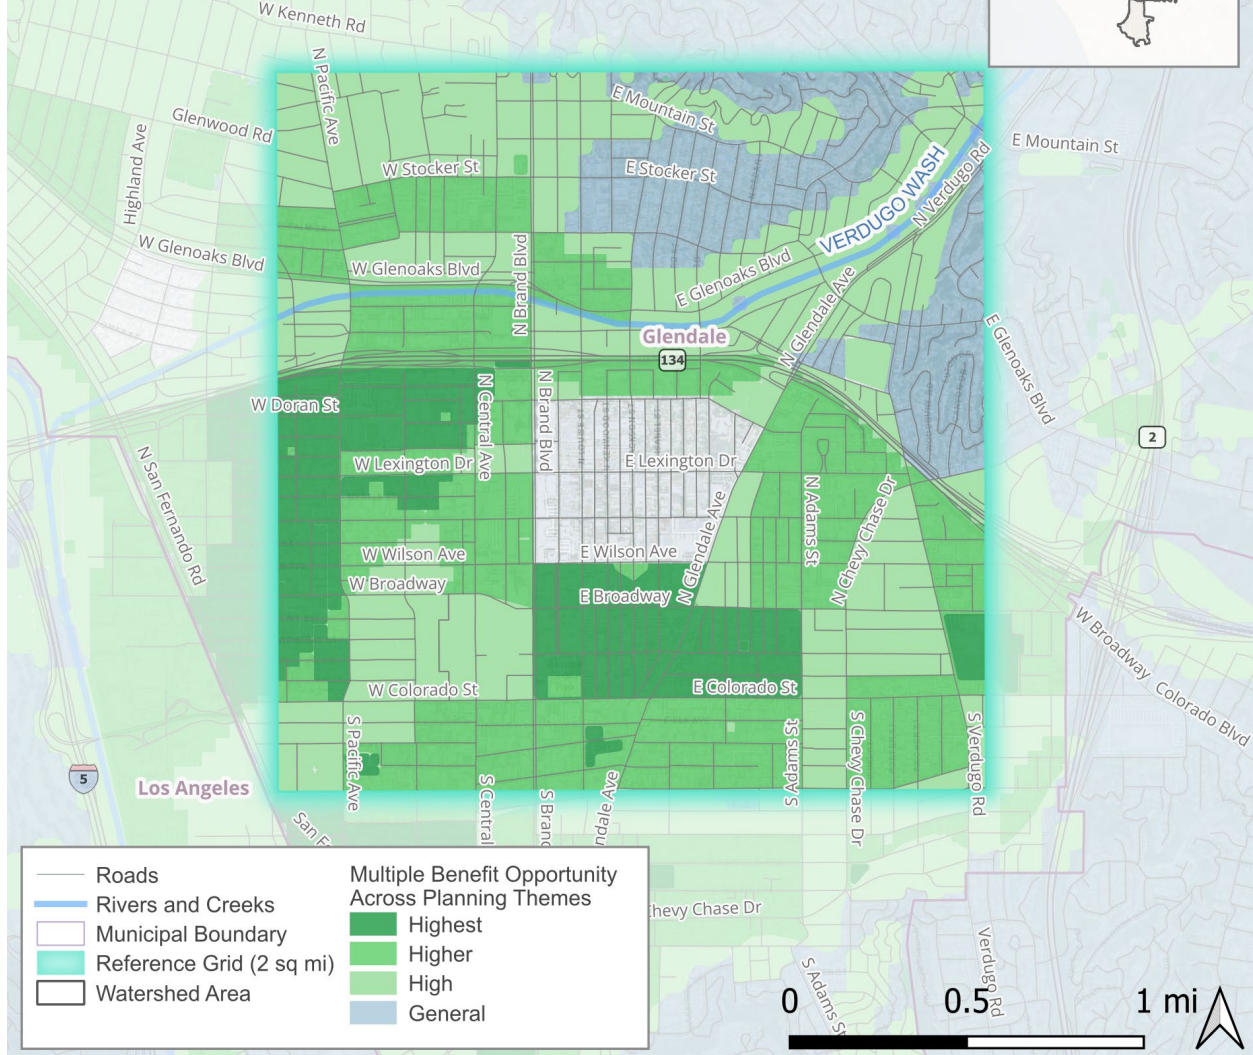 W Kenneth Rd
N Pacific Ave
Glenwood Rd
Highland Ave
E Mountain St
E Mountain St
W Stocker St
E Stocker St
VERDUGO WASH
N Verdugo Rd
W Glenoaks Blvd
W Glenoaks Blvd
N Brand Blvd
E Glenoaks Blvd
N Glendale Ave
Glendale
134
E Glenoaks Blvd
W Doran St
N Central Ave
N Brand Blvd
2
N San Fernando Rd
W Lexington Dr
E Lexington Dr
N Adams St
N Chevy Chase Dr
N Glendale Ave
W Wilson Ave
E Wilson Ave
W Broadway
E Broadway
W Broadway
Colorado Blvd
W Colorado St
E Colorado St
5
Los Angeles
S Pacific Ave
S Central
S Branc
ndale Ave
S Adams St
S Chevy Chase Dr
S Verdugo Rd
San F
Chevy Chase Dr
S Adams St
Verdugo Rd
Roads
Rivers and Creeks
Municipal Boundary
Reference Grid (2 sq mi)
Watershed Area
Multiple Benefit Opportunity
Across Planning Themes
Highest
Higher
High
General
0 0.5 1 mi